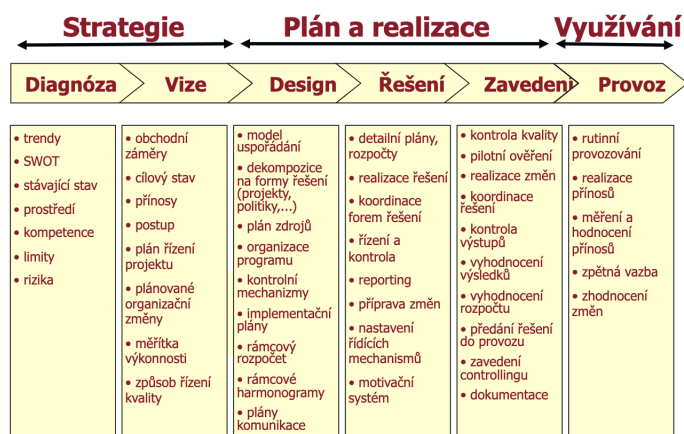 Strategie
Plán a realizace
Využívání
Diagnóza
Vize
Design
Řešení
Zavedení
Provoz
• trendy
• SWOT
• stávající stav
• prostředí
• kompetence
• limity
• rizika
• obchodní
záměry
• cílový stav
• přínosy
• postup
• plán řízení
projektu
• plánované
organizační
změny
• měřítka
výkonnosti
• způsob řízení
kvality
• model
uspořádání
• dekompozice
na formy řešení
(projekty,
politiky,...)
• plán zdrojů
• organizace
programu
• kontrolní
mechanizmy
• implementační
plány
• rámcový
rozpočet
• rámcové
harmonogramy
• plány
komunikace
• detailní plány,
rozpočty
• realizace řešení
• koordinace
forem řešení
• řízení a
kontrola
• reporting
• příprava změn
• nastavení
řídících
mechanismů
• motivační
systém
• kontrola kvality
• pilotní ověření
• realizace změn
• koordinace
řešení
• kontrola
výstupů
• vyhodnocení
výsledků
• vyhodnocení
rozpočtu
• předání řešení
do provozu
• zavedení
controllingu
• dokumentace
• rutinní
provozování
• realizace
přínosů
• měření a
hodnocení
přínosů
• zpětná vazba
• zhodnocení
změn